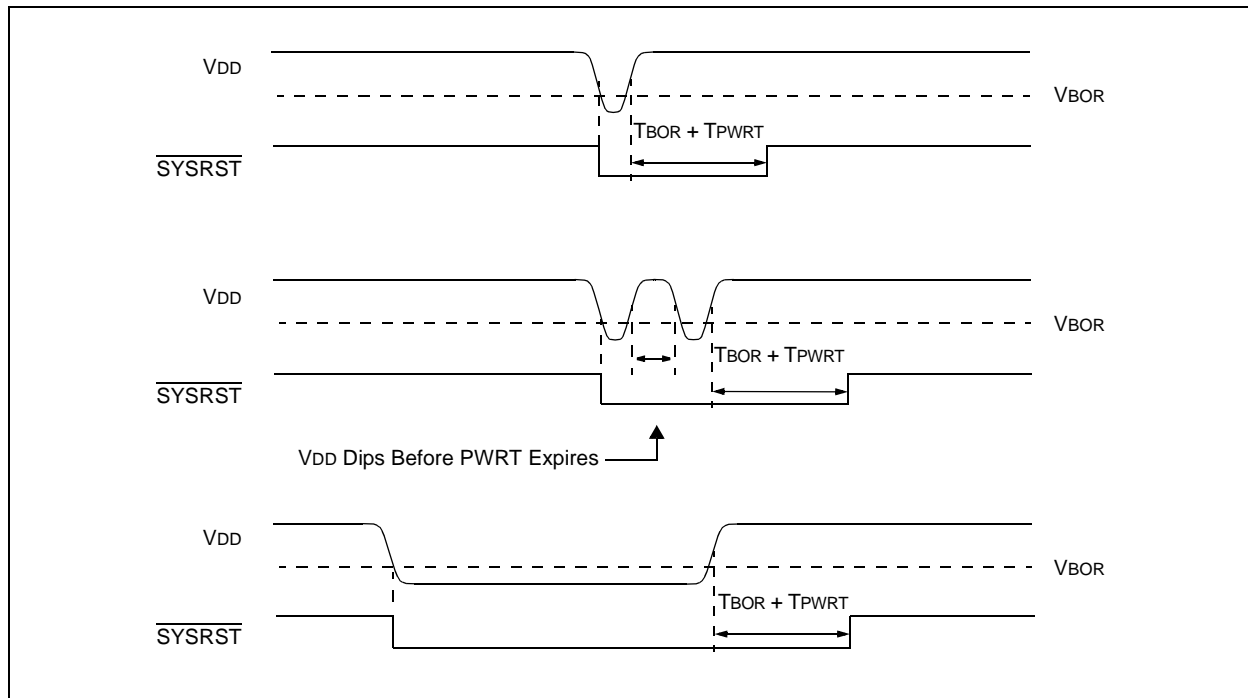 VDD
VBOR
TBOR + TPWRT
SYSRST
VDD
VBOR
TBOR + TPWRT
SYSRST
VDD Dips Before PWRT Expires
VDD
VBOR
TBOR + TPWRT
SYSRST